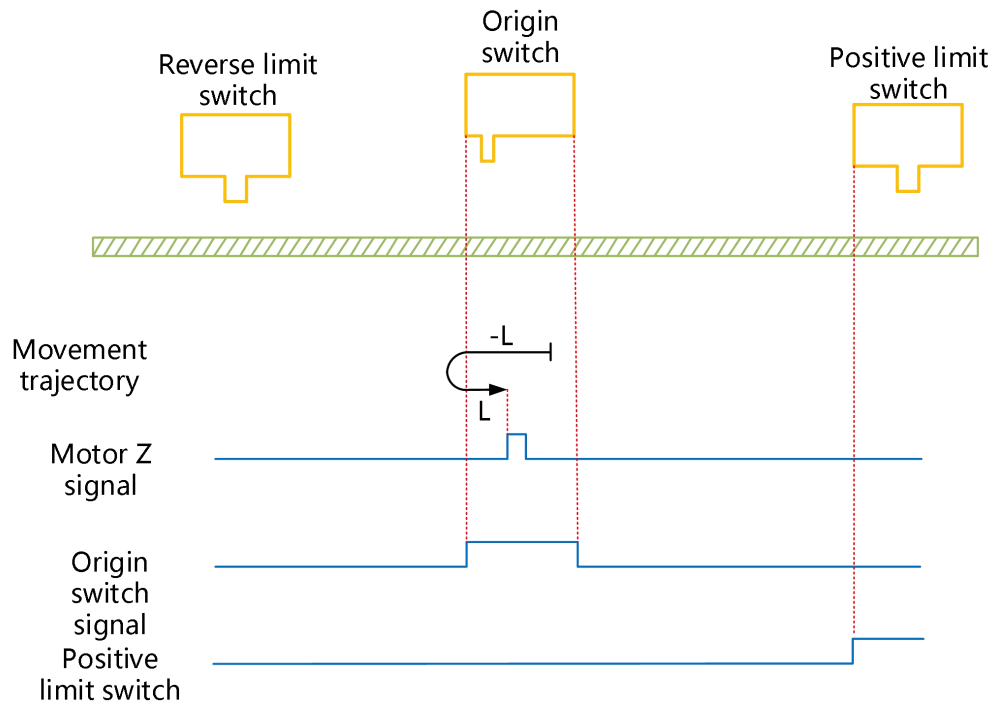 Origin
switch
Reverse limit
switch
Positive limit
switch
Movement
trajectory
-L
L
Motor Z
signal
Origin
switch
signal
Positive
limit switch